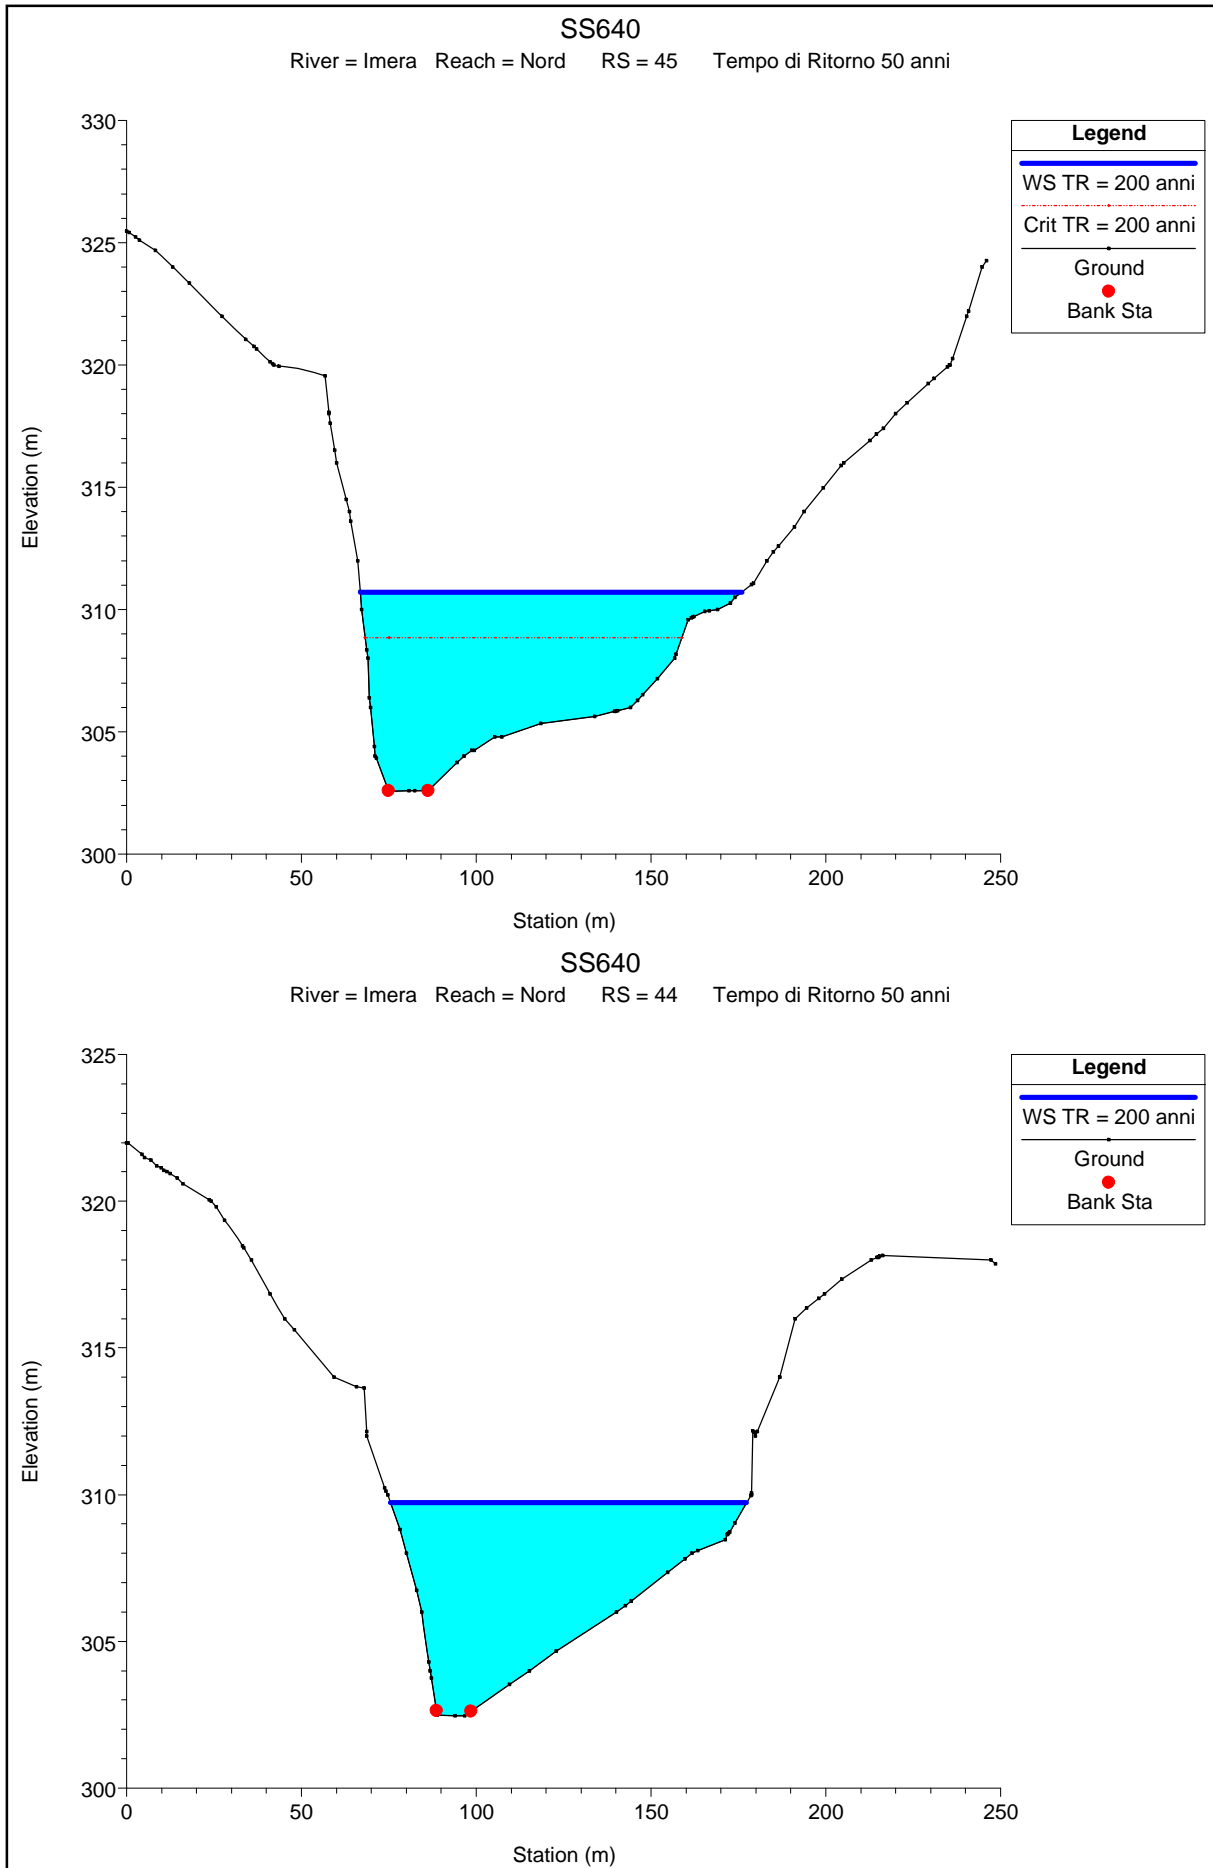 SS640
River = Imera Reach = Nord RS = 45 Tempo di Ritorno 50 anni
330
325
320
315
310
305
300
Elevation (m)
0 50 100 150 200 250
Station (m)
Legend
WS TR = 200 anni
Crit TR = 200 anni
Ground
Bank Sta
SS640
River = Imera Reach = Nord RS = 44 Tempo di Ritorno 50 anni
325
320
315
310
305
300
Elevation (m)
0 50 100 150 200 250
Station (m)
Legend
WS TR = 200 anni
Ground
Bank Sta